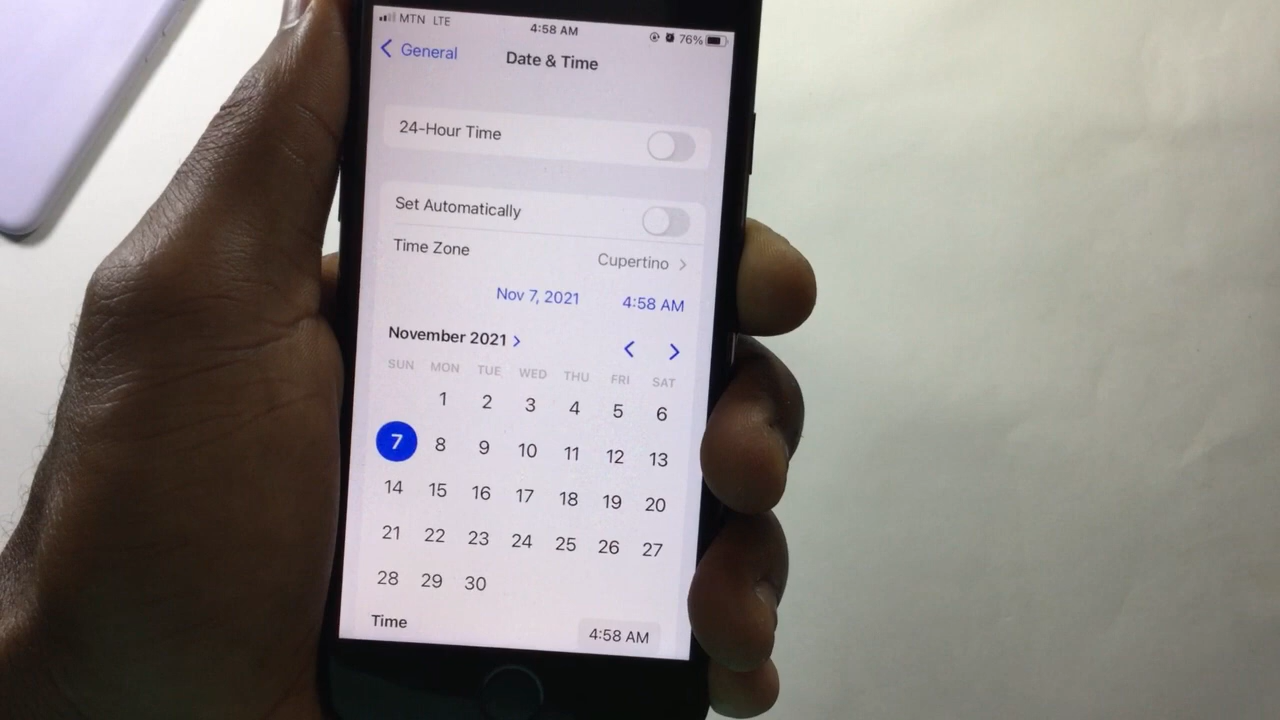 MTN LTE 4:58 AM 76%
General Date & Time
24-Hour Time
Set Automatically
Time Zone Cupertino
Nov 7, 2021 4:58 AM
November 2021
SUN MON TUE WED THU FRI SAT
1 2 3 4 5 6
7 8 9 10 11 12 13
14 15 16 17 18 19 20
21 22 23 24 25 26 27
28 29 30
Time 4:58 AM